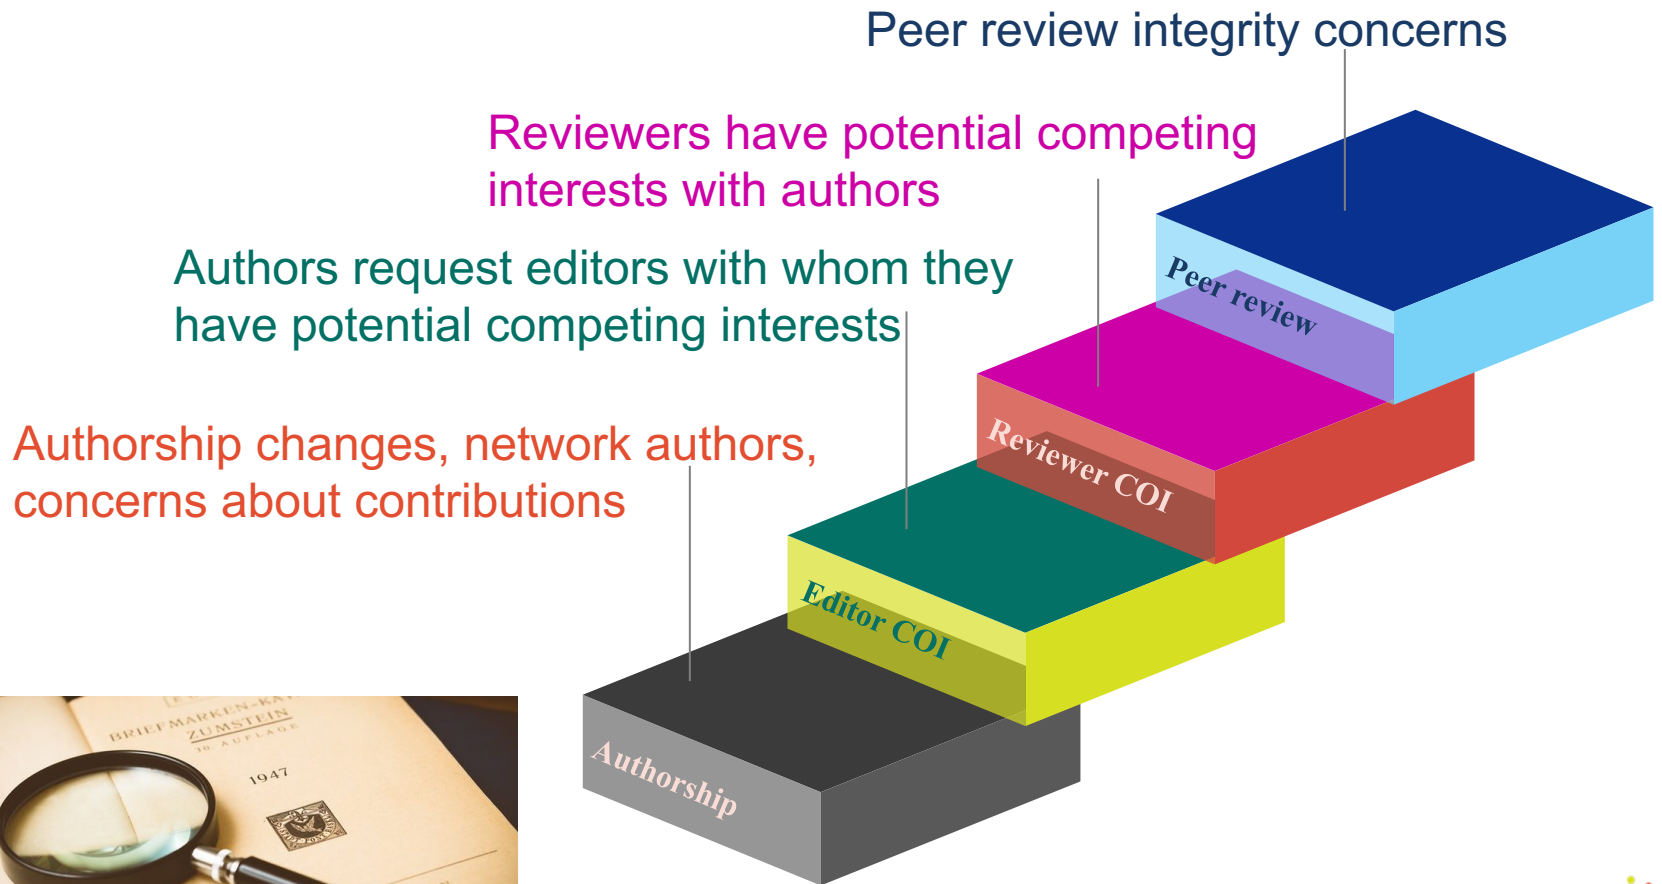 Peer review integrity concerns
Reviewers have potential competing
interests with authors
Authors request editors with whom they
have potential competing interests
Authorship changes, network authors,
concerns about contributions
Peer review
Reviewer COI
Editor COI
Authorship
BRIEFMARKEN-KA
ZUMSTEIN
30. AUFLAGE
1947